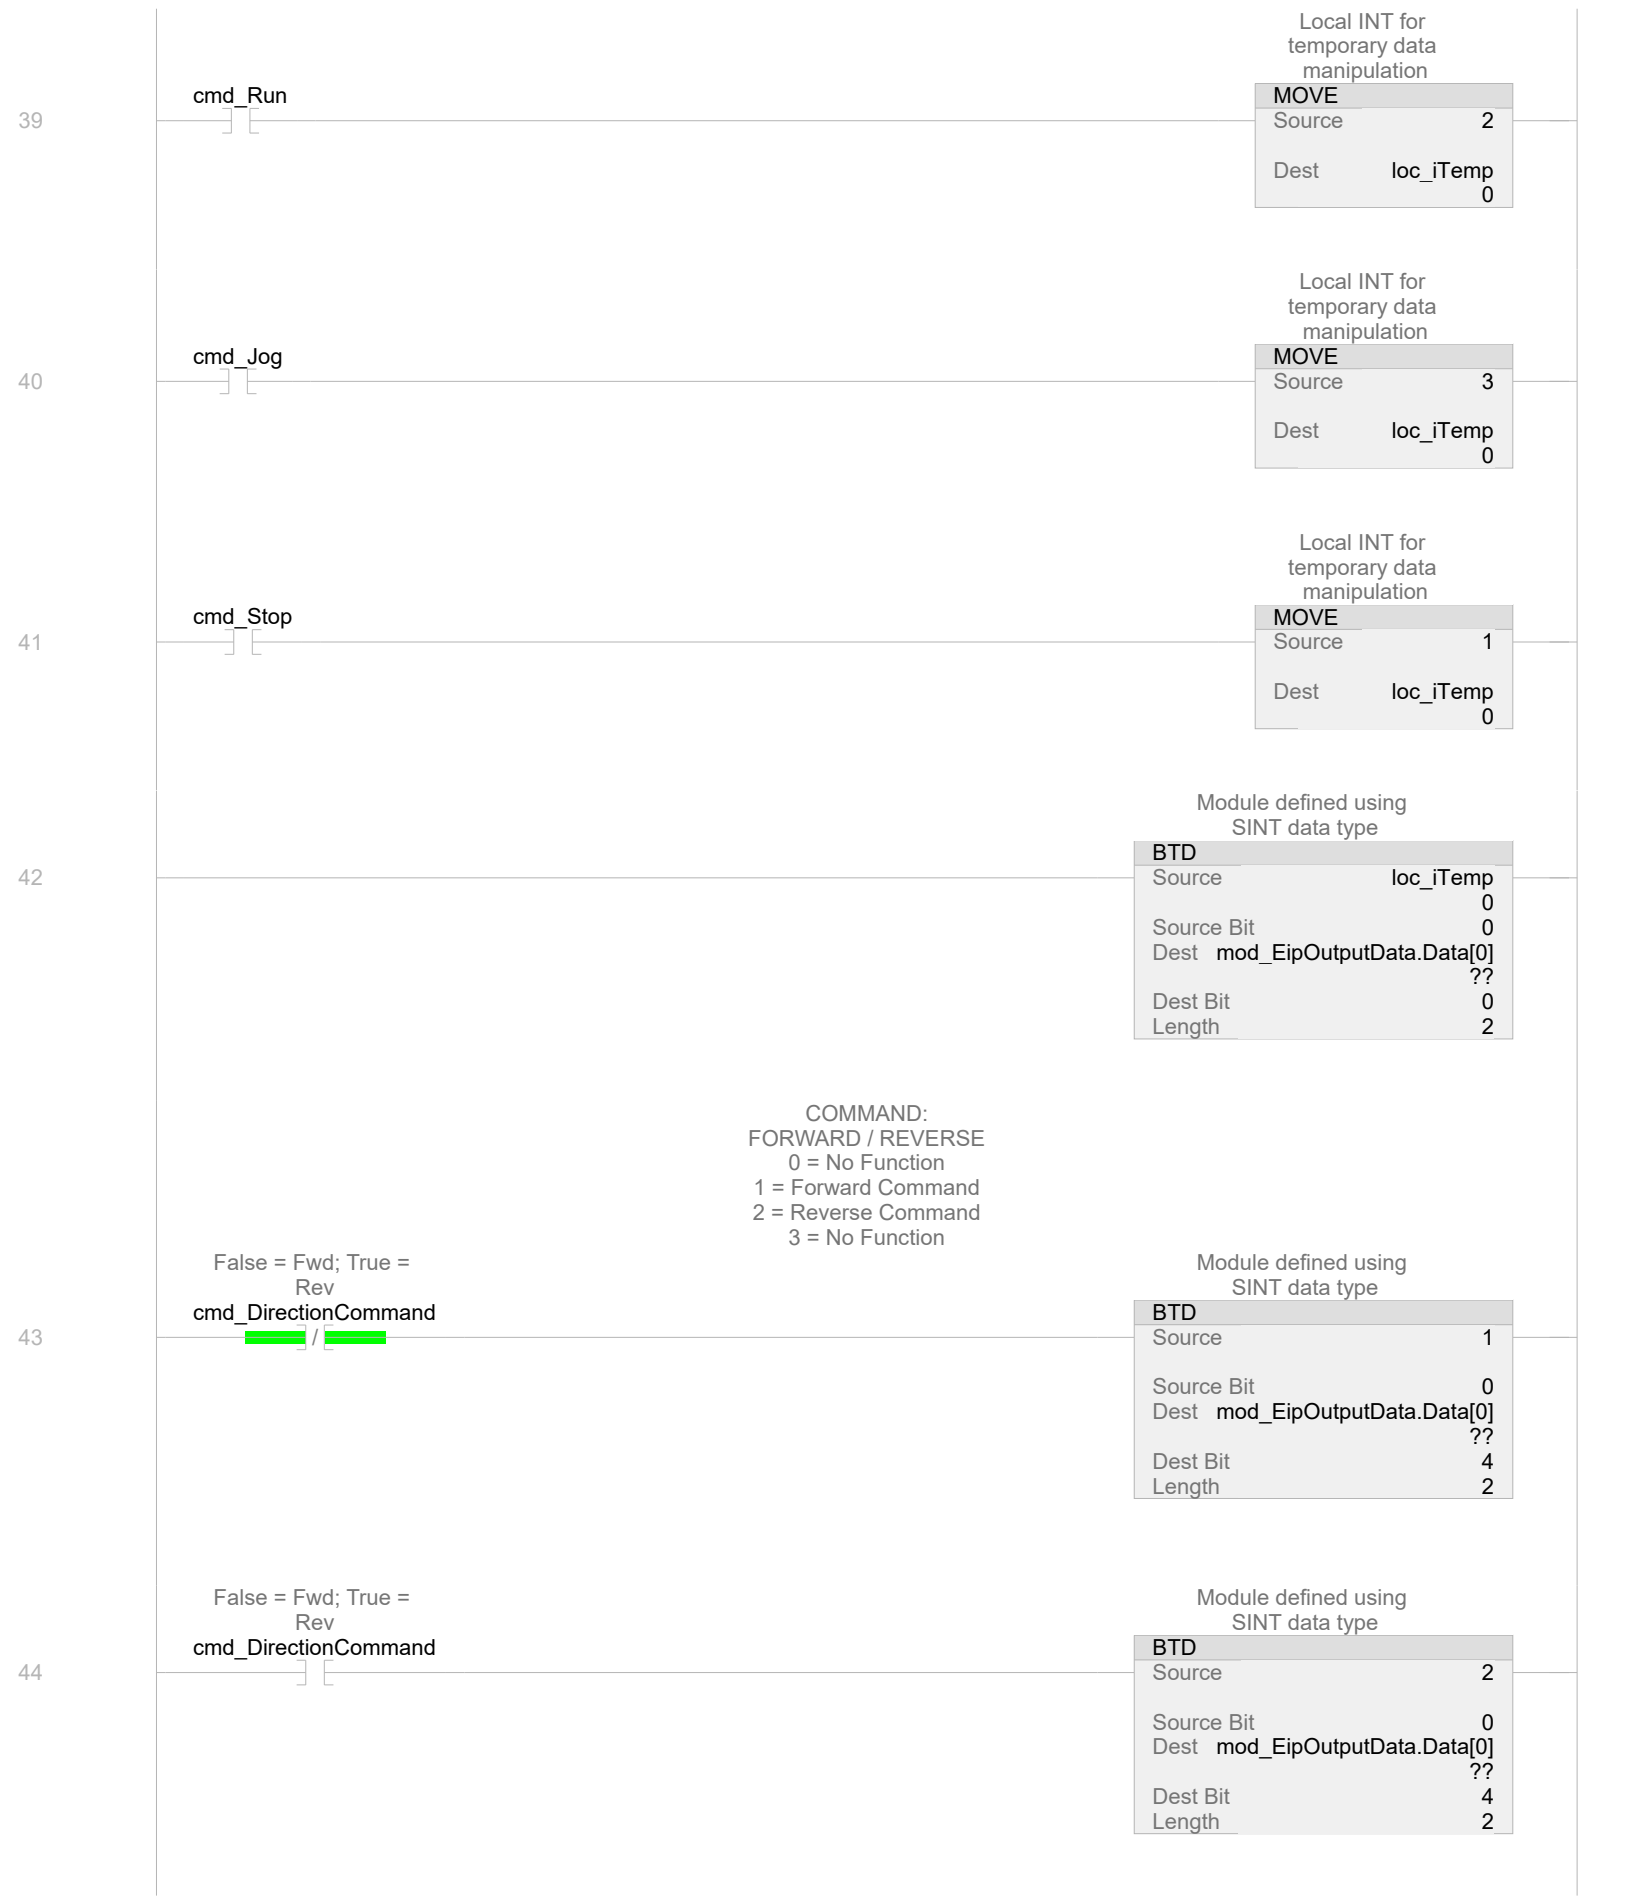 Local INT for
temporary data
manipulation
cmd_Run
MOVE
39
Source 2
Dest loc_iTemp
0
Local INT for
temporary data
manipulation
cmd_Jog
MOVE
40
Source 3
Dest loc_iTemp
0
Local INT for
temporary data
manipulation
cmd_Stop
MOVE
41
Source 1
Dest loc_iTemp
0
Module defined using
SINT data type
BTD
42
Source loc_iTemp
0
Source Bit 0
Dest mod_EipOutputData.Data[0]
??
Dest Bit 0
Length 2
COMMAND:
FORWARD / REVERSE
0 = No Function
1 = Forward Command
2 = Reverse Command
3 = No Function
False = Fwd; True =
Rev
cmd_DirectionCommand
/
Module defined using
SINT data type
BTD
43
Source 1
Source Bit 0
Dest mod_EipOutputData.Data[0]
??
Dest Bit 4
Length 2
False = Fwd; True =
Rev
cmd_DirectionCommand
Module defined using
SINT data type
BTD
44
Source 2
Source Bit 0
Dest mod_EipOutputData.Data[0]
??
Dest Bit 4
Length 2